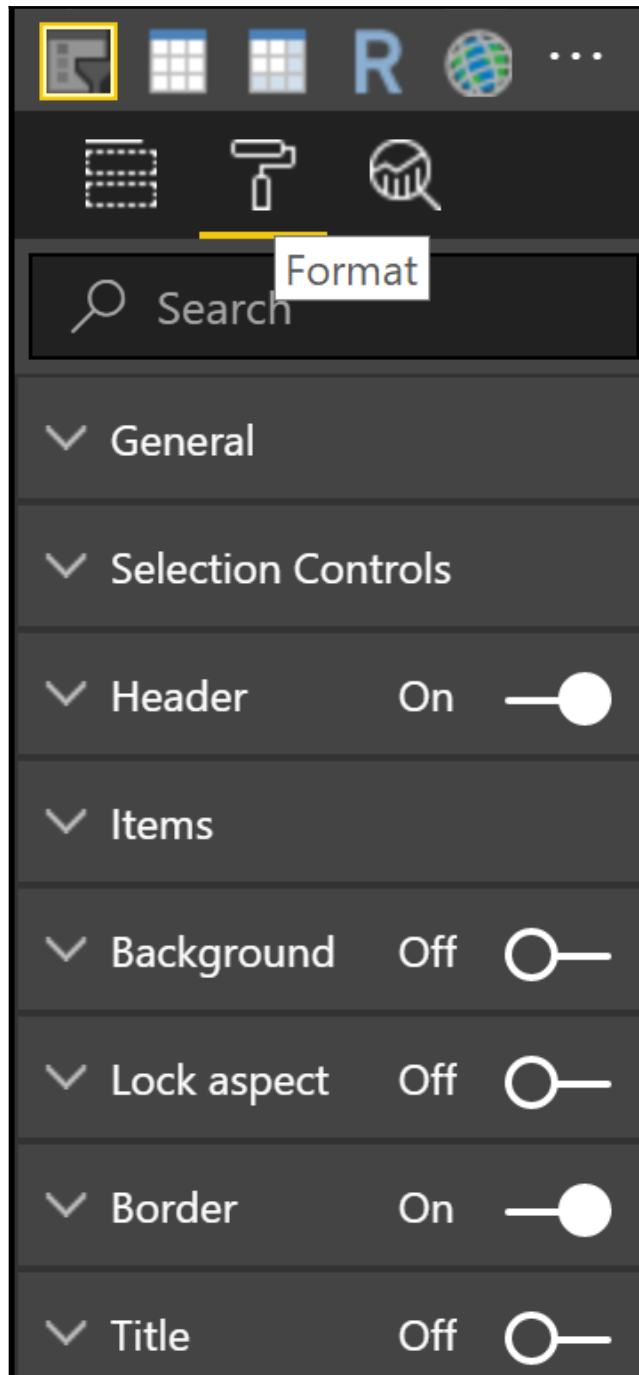 R ...
Format
Search
General
Selection Controls
Header On
Items
Background Off
Lock aspect Off
Border On
Title Off